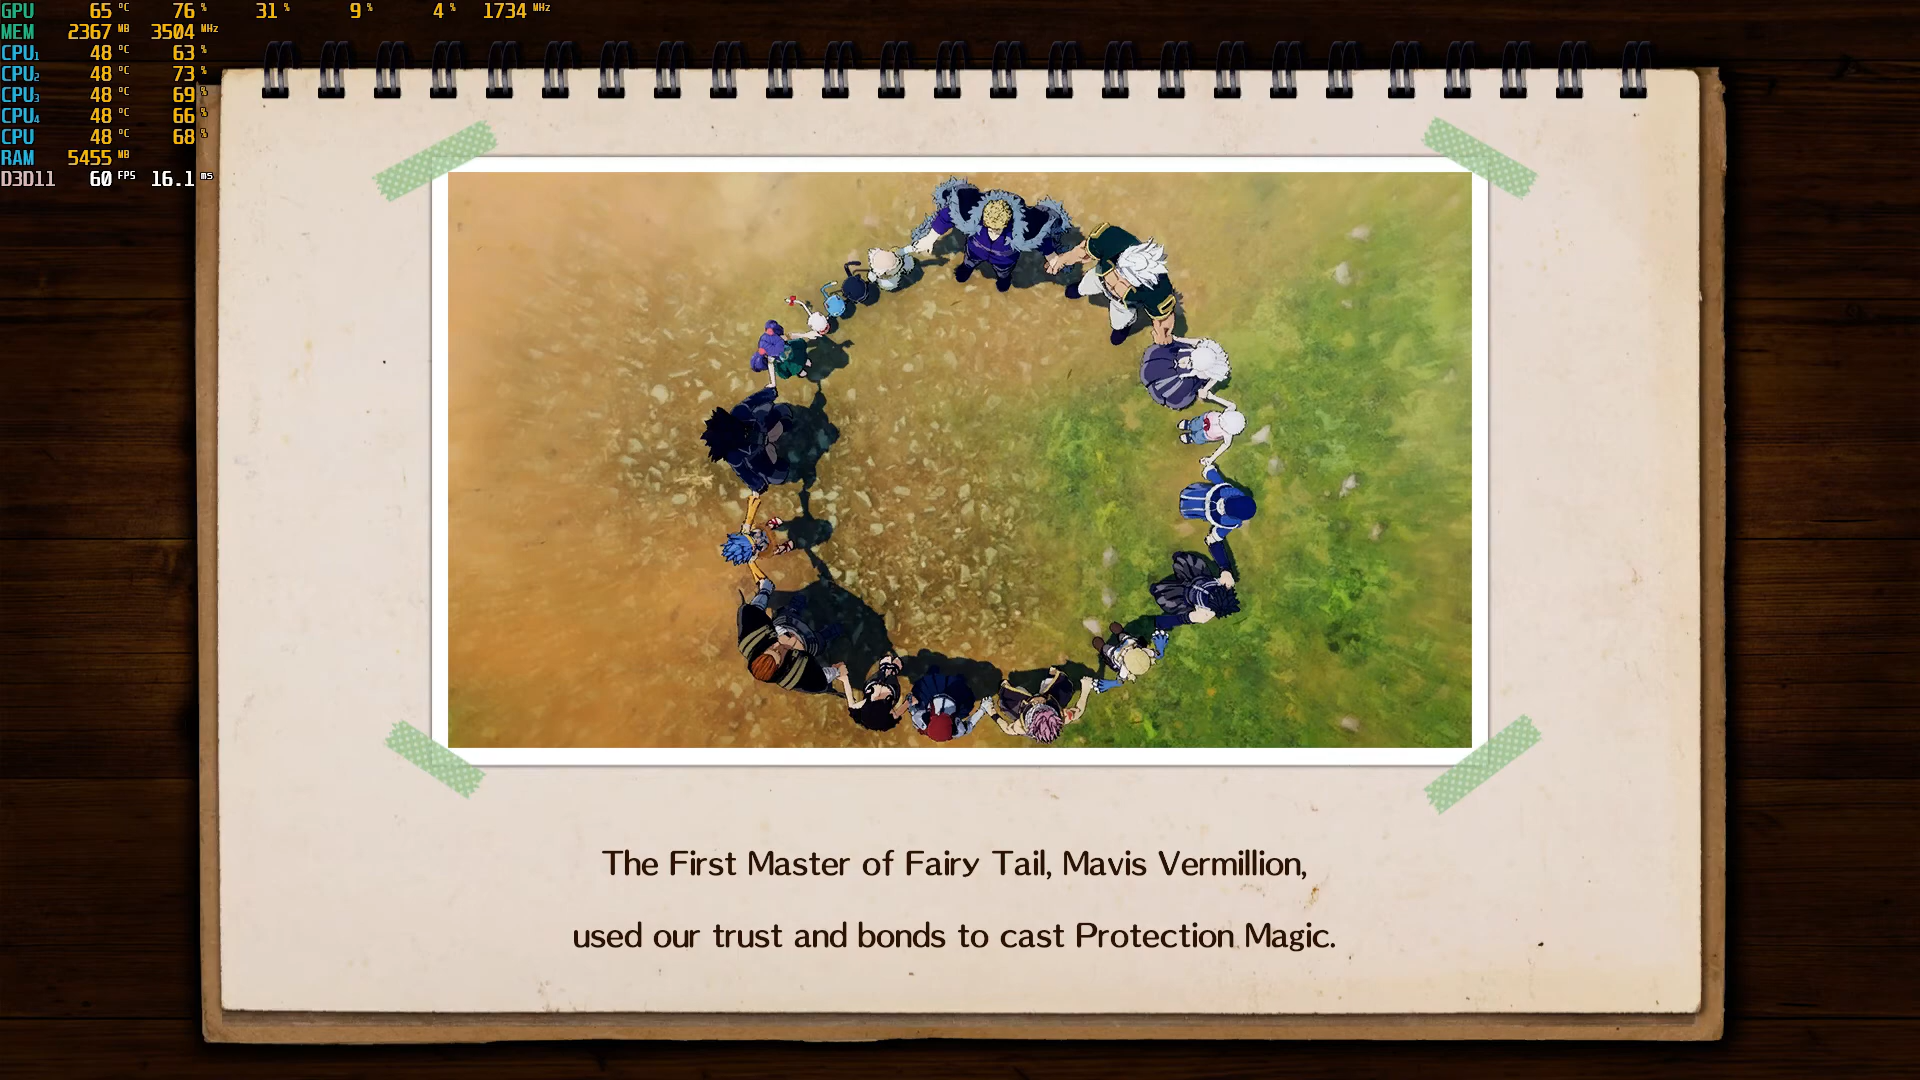 GPU 65 °C 76 % 31 % 9 % 4 % 1734 MHz
MEM 2367 MB 3504 MHz
CPU1 48 °C 63 %
CPU2 48 °C 73 %
CPU3 48 °C 69 %
CPU4 48 °C 66 %
CPU 48 °C 68 %
RAM 5455 MB
D3D11 60 FPS 16.1 ms
The First Master of Fairy Tail, Mavis Vermillion,
used our trust and bonds to cast Protection Magic.